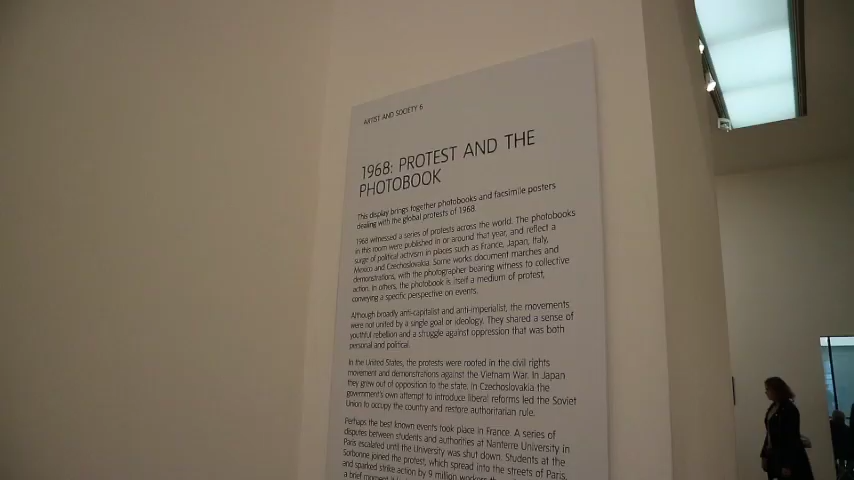 ARTIST AND SOCIETY 6
1968: PROTEST AND THE
PHOTOBOOK
This display brings together photobooks and facsimile posters
dealing with the global protests of 1968.
1968 witnessed a series of protests across the world. The photobooks
in this room were published in or around that year, and reflect a
surge of political activism in places such as France, Japan, Italy,
Mexico and Czechoslovakia. Some works document marches and
demonstrations, with the photographer bearing witness to collective
action. In others, the photobook is itself a medium of protest,
conveying a specific perspective on events.
Although broadly anti-capitalist and anti-imperialist, the movements
were not united by a single goal or ideology. They shared a sense of
youthful rebellion and a struggle against oppression that was both
personal and political.
In the United States, the protests were rooted in the civil rights
movement and demonstrations against the Vietnam War. In Japan
they grew out of opposition to the state. In Czechoslovakia the
government's own attempt to introduce liberal reforms led the Soviet
Union to occupy the country and restore authoritarian rule.
Perhaps the best known events took place in France. A series of
disputes between students and authorities at Nanterre University in
Paris escalated until the University was shut down. Students at the
Sorbonne joined the protest, which spread into the streets of Paris,
and sparked strike action by 9 million workers
a brief moment